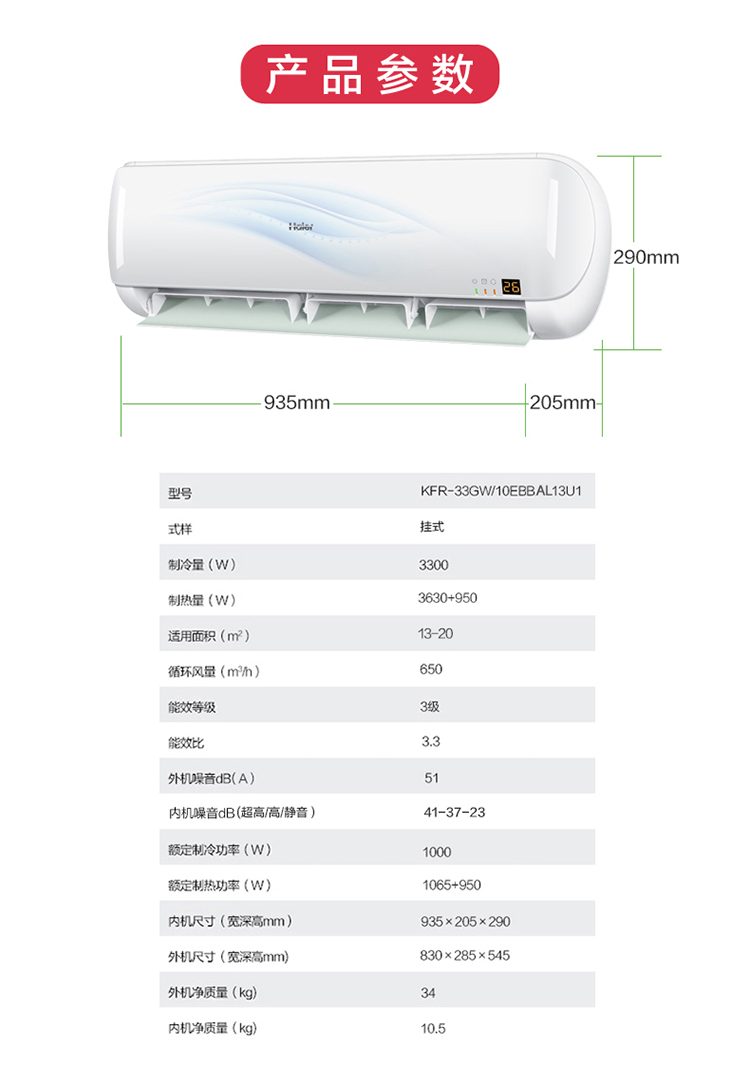 产品参数
Haier
26
290mm
935mm
205mm
型号 KFR-33GW/10EBBAL13U1
式样 挂式
制冷量（W） 3300
制热量（W） 3630+950
适用面积（m²） 13-20
循环风量（m³/h） 650
能效等级 3级
能效比 3.3
外机噪音dB(A) 51
内机噪音dB(超高/高/静音） 41-37-23
额定制冷功率（W） 1000
额定制热功率（W） 1065+950
内机尺寸（宽深高mm） 935×205×290
外机尺寸（宽深高mm) 830×285×545
外机净质量（kg) 34
内机净质量（kg) 10.5